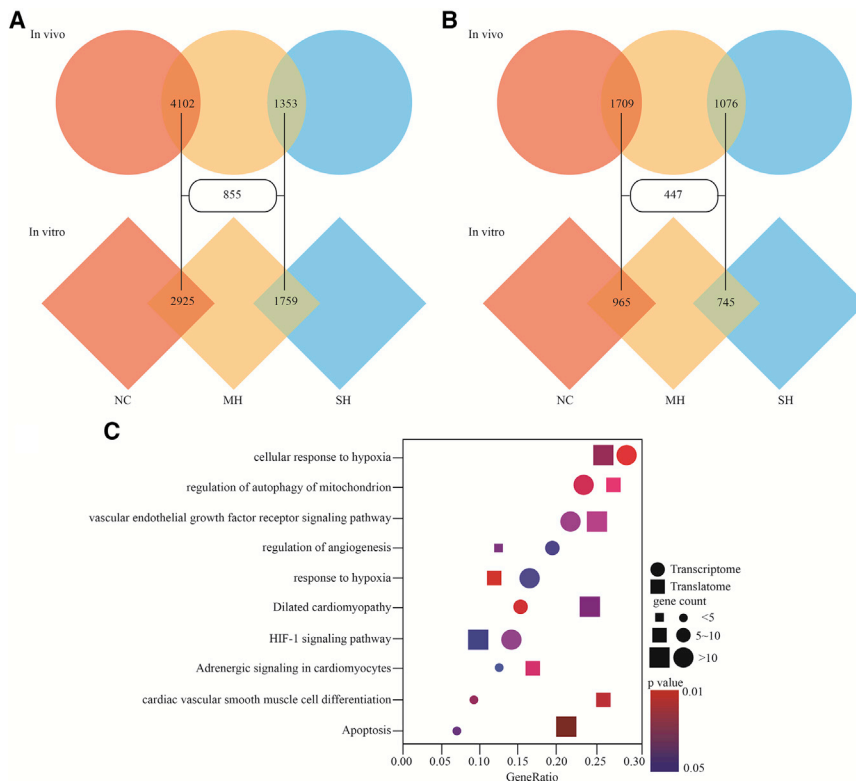 A
In vivo
4102
1353
855
In vitro
2925
1759
NC
MH
SH
B
In vivo
1709
1076
447
In vitro
965
745
NC
MH
SH
C
cellular response to hypoxia
regulation of autophagy of mitochondrion
vascular endothelial growth factor receptor signaling pathway
regulation of angiogenesis
response to hypoxia
Dilated cardiomyopathy
HIF-1 signaling pathway
Adrenergic signaling in cardiomyocytes
cardiac vascular smooth muscle cell differentiation
Apoptosis
0.00
0.05
0.10
0.15
0.20
0.25
0.30
GeneRatio
Transcriptome
Translatome
gene count
<5
5~10
>10
p value
0.01
0.05